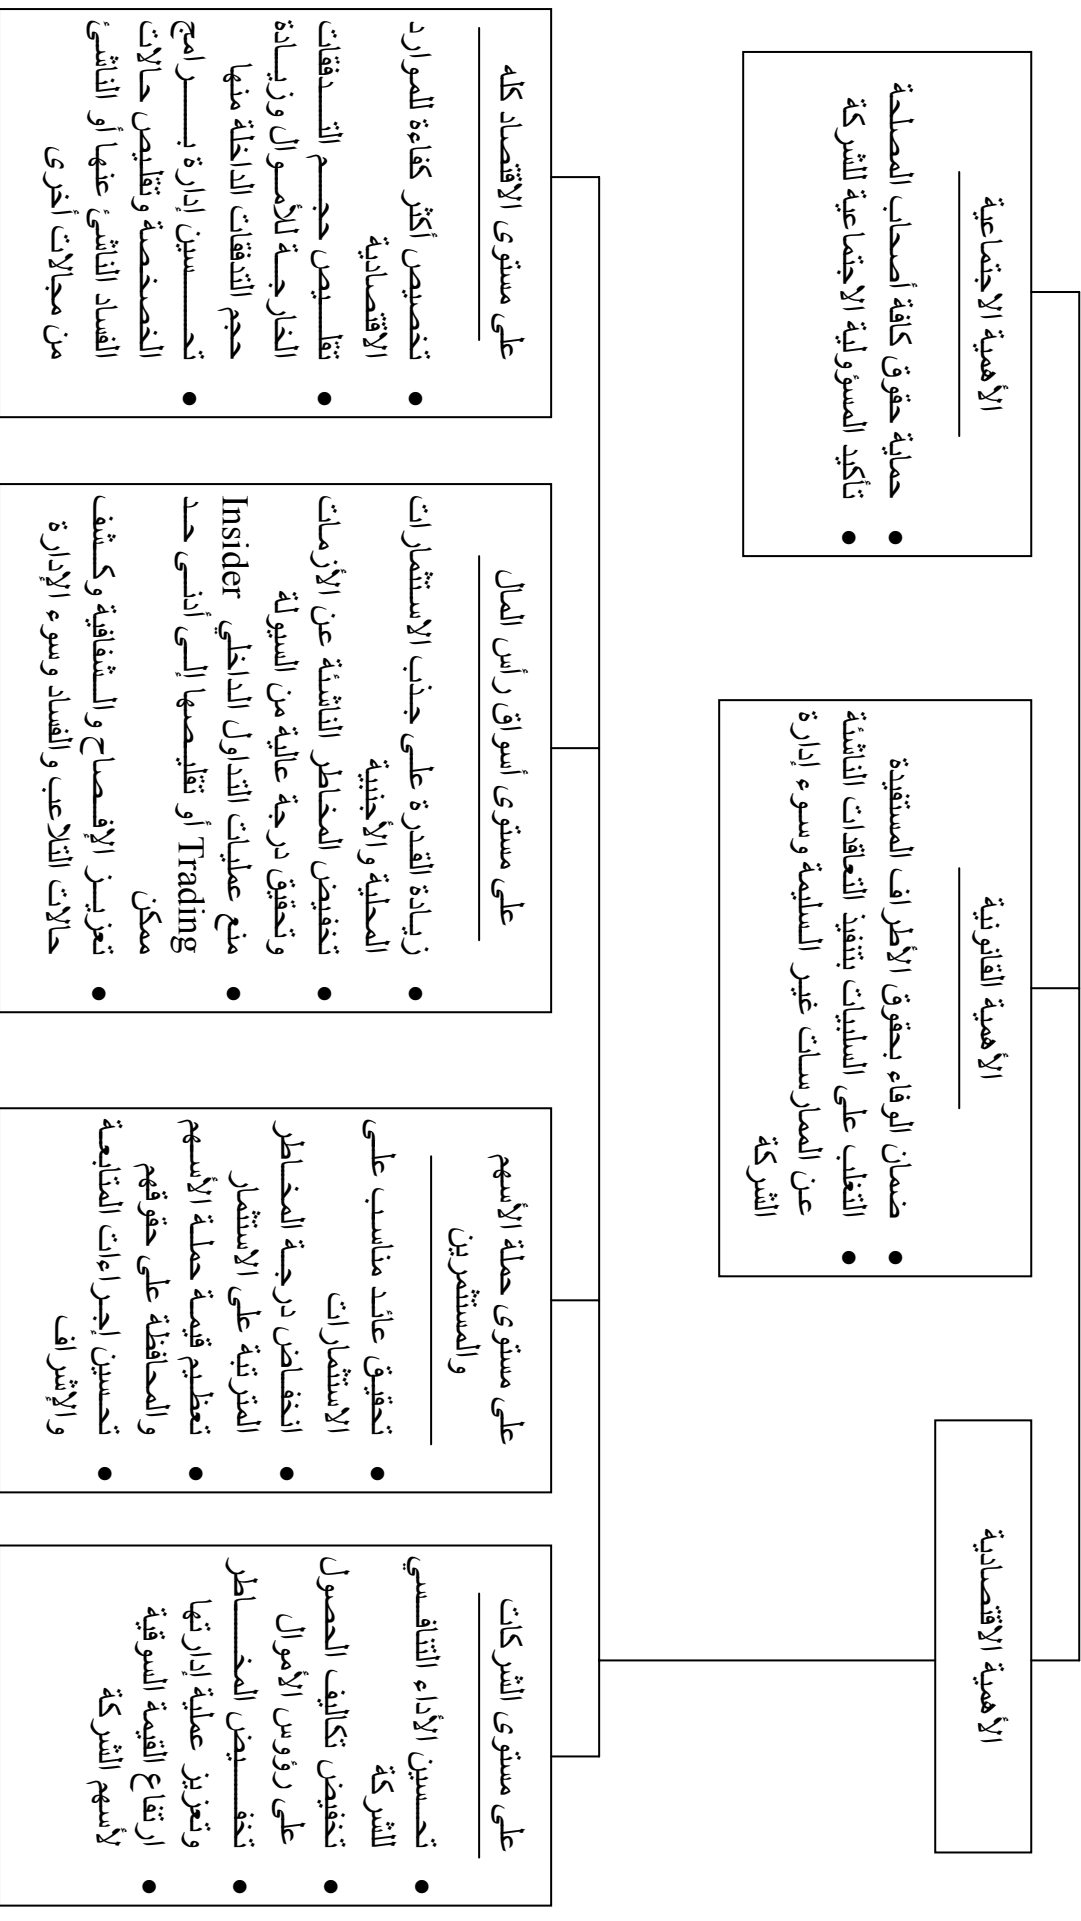 الأهمية الاقتصادية
الأهمية القانونية
• ضمان الوفاء بحقوق الأطراف المستفيدة
• التغلب على السلبيات بتنفيذ التعاقدات الناشئة
عن الممارسات غير السليمة وسوء إدارة
الشركة
الأهمية الاجتماعية
• حماية حقوق كافة أصحاب المصلحة
• تأكيد المسؤولية الاجتماعية للشركة
على مستوى الشركات
• تحسين الأداء التنافسي
للشركة
• تخفيض تكاليف الحصول
على رؤوس الأموال
• تخفيض المخاطر
وتعزيز عملية إدارتها
• ارتفاع القيمة السوقية
لأسهم الشركة
على مستوى حملة الأسهم
والمستثمرين
• تحقيق عائد مناسب على
الاستثمارات
• انخفاض درجة المخاطر
المترتبة على الاستثمار
• تعظيم قيمة حملة الأسهم
والمحافظة على حقوقهم
• تحسين إجراءات المتابعة
والإشراف
على مستوى أسواق رأس المال
• زيادة القدرة على جذب الاستثمارات
المحلية والأجنبية
• تخفيض المخاطر الناشئة عن الأزمات
وتحقيق درجة عالية من السيولة
• منع عمليات التداول الداخلي Insider
Trading أو تقليصها إلى أدنى حد
ممكن
• تعزيز الإفصاح والشفافية وكشف
حالات التلاعب والفساد وسوء الإدارة
على مستوى الاقتصاد كله
• تخصيص أكثر كفاءة للموارد
الاقتصادية
• تقليص حجم التدفقات
الخارجة للأموال وزيادة
حجم التدفقات الداخلة منها
• تحسين إدارة برامج
الخصخصة وتقليص حالات
الفساد الناشئ عنها أو الناشئ
من مجالات أخرى